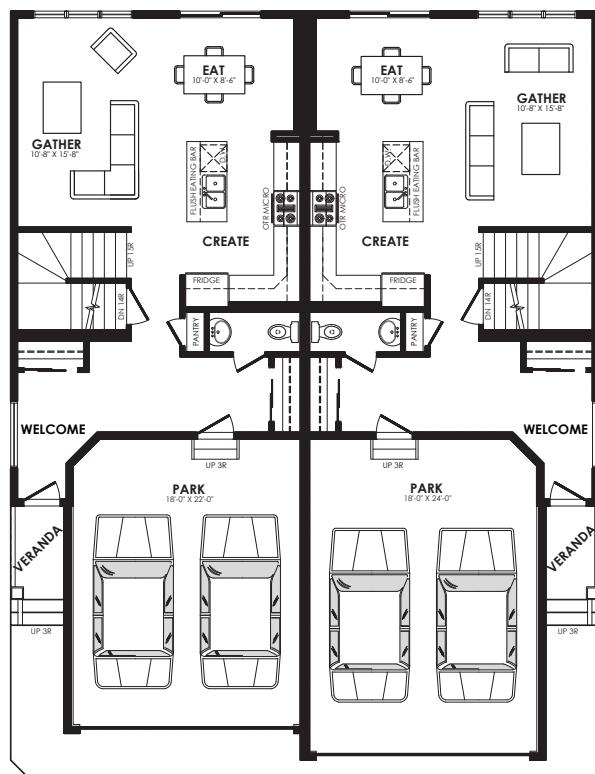 EAT
10'-0" X 8'-6"
EAT
10'-0" X 8'-6"
GATHER
10'-8" X 15'-8"
GATHER
10'-8" X 15'-8"
FLUSH EATING BAR
D.W.
D.W.
FLUSH EATING BAR
OTR MICRO
OTR MICRO
CREATE
CREATE
UP 15R
UP 15R
FRIDGE
FRIDGE
DN 14R
DN 14R
PANTRY
PANTRY
WELCOME
WELCOME
UP 3R
UP 3R
PARK
18'-0" X 22'-0"
PARK
18'-0" X 24'-0"
VERANDA
VERANDA
UP 3R
UP 3R